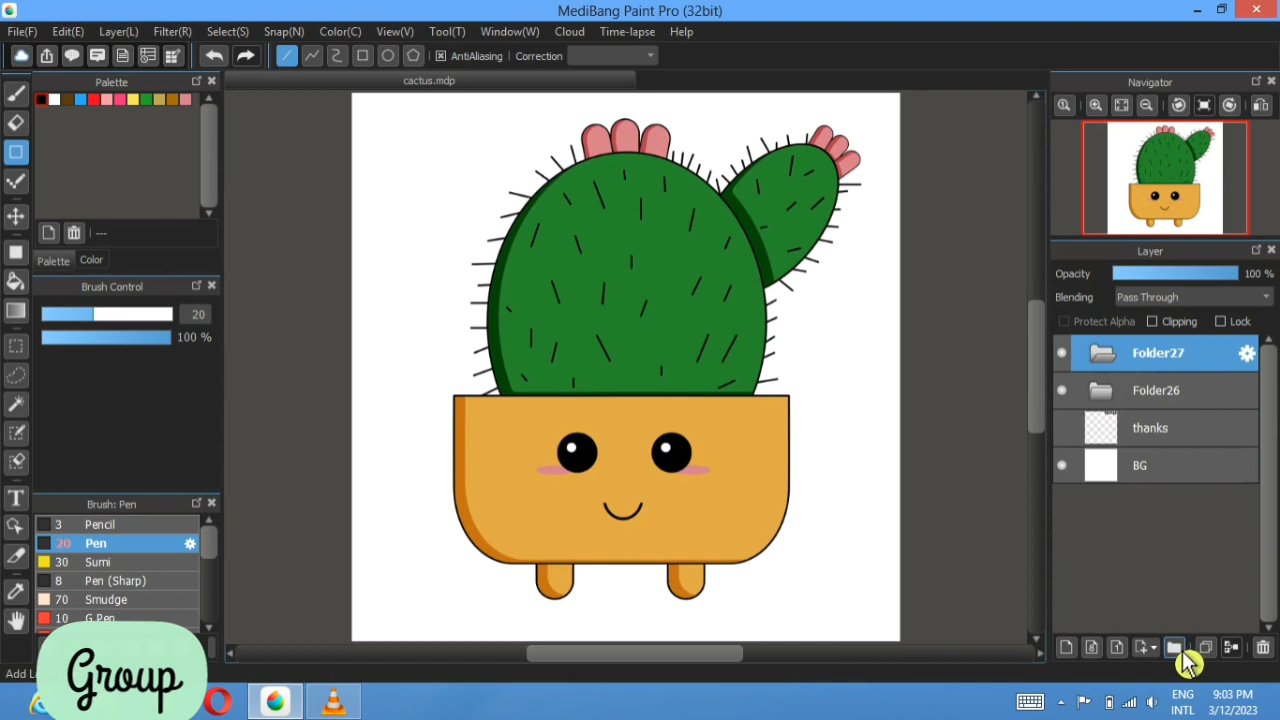 MediBang Paint Pro (32bit)
File(F) Edit(E) Layer(L) Filter(R) Select(S) Snap(N) Color(C) View(V) Tool(T) Window(W) Cloud Time-lapse Help
AntiAliasing Correction
Palette
cactus.mdp
Navigator
---
Palette Color
Brush Control
20
100 %
Layer
Opacity 100 %
Blending Pass Through
Protect Alpha Clipping Lock
Folder27
Folder26
thanks
BG
Brush: Pen
3 Pencil
20 Pen
30 Sumi
8 Pen (Sharp)
70 Smudge
10 G Pen
Add La
Group
ENG
INTL
9:03 PM
3/12/2023